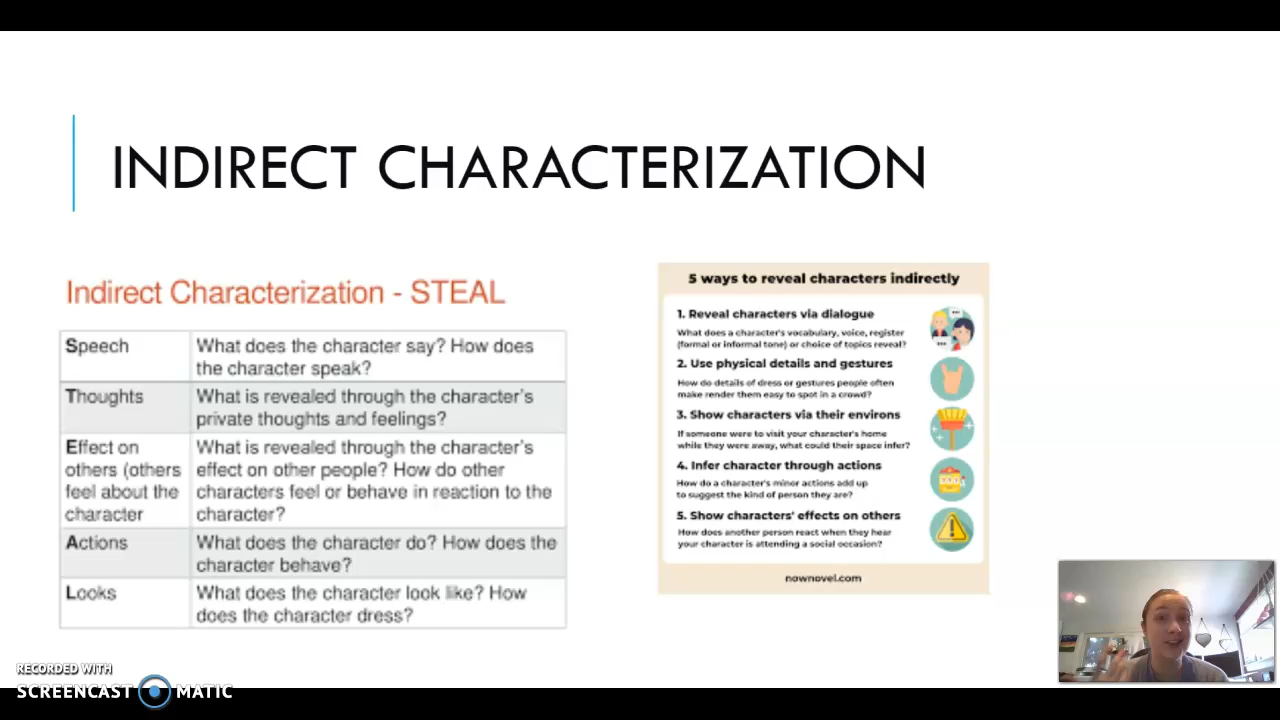 INDIRECT CHARACTERIZATION
Indirect Characterization - STEAL
Speech
What does the character say? How does
the character speak?
Thoughts
What is revealed through the character's
private thoughts and feelings?
Effect on
others (others
feel about the
character
What is revealed through the character's
effect on other people? How do other
characters feel or behave in reaction to the
character?
Actions
What does the character do? How does the
character behave?
Looks
What does the character look like? How
does the character dress?
5 ways to reveal characters indirectly
1. Reveal characters via dialogue
What does a character's vocabulary, voice, register
(formal or informal tone) or choice of topics reveal?
2. Use physical details and gestures
How do details of dress or gestures people often
make render them easy to spot in a crowd?
3. Show characters via their environs
If someone were to visit your character's home
while they were away, what could their space infer?
4. Infer character through actions
How do a character's minor actions add up
to suggest the kind of person they are?
5. Show characters' effects on others
How does another person react when they hear
your character is attending a social occasion?
nownovel.com
RECORDED WITH
SCREENCAST MATIC